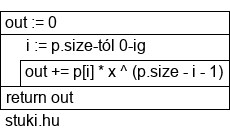 out := 0
i := p.size-tól 0-ig
out += p[i] * x ^ (p.size - i - 1)
return out
stuki.hu